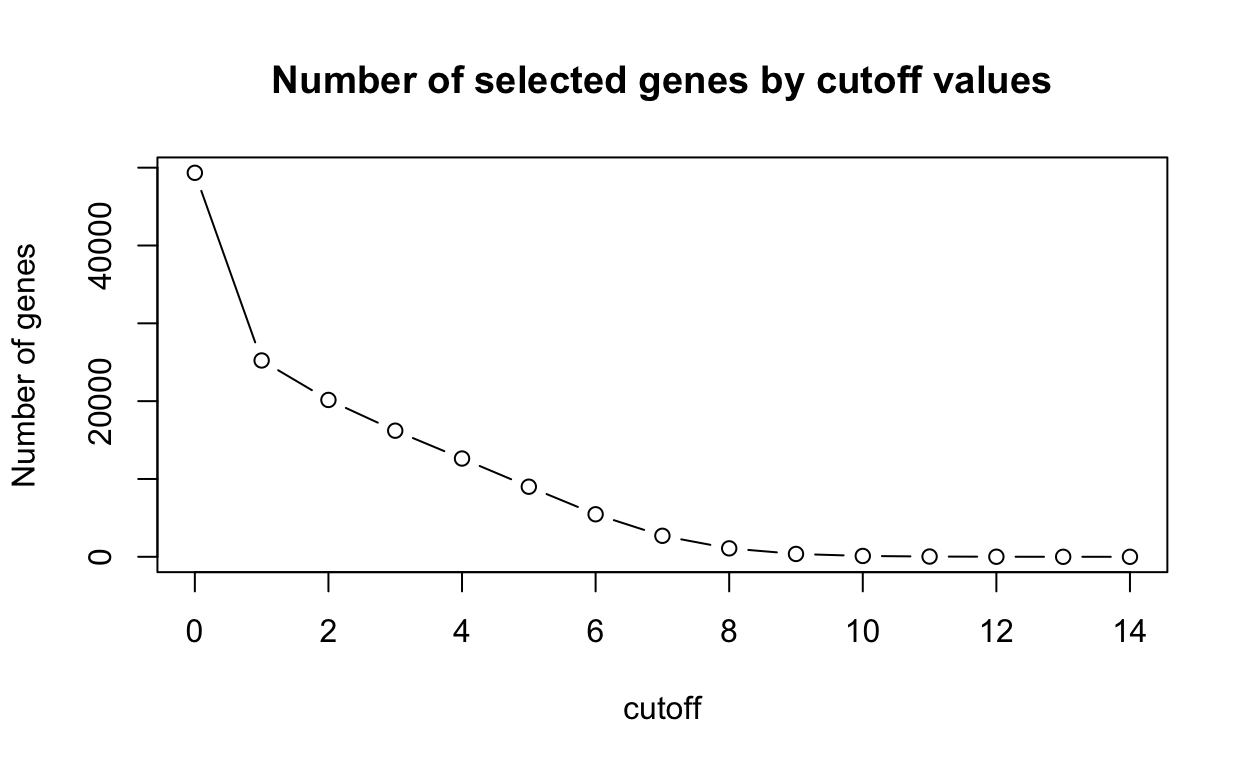 Number of selected genes by cutoff values
Number of genes
40000
20000
0
0 2 4 6 8 10 12 14
cutoff